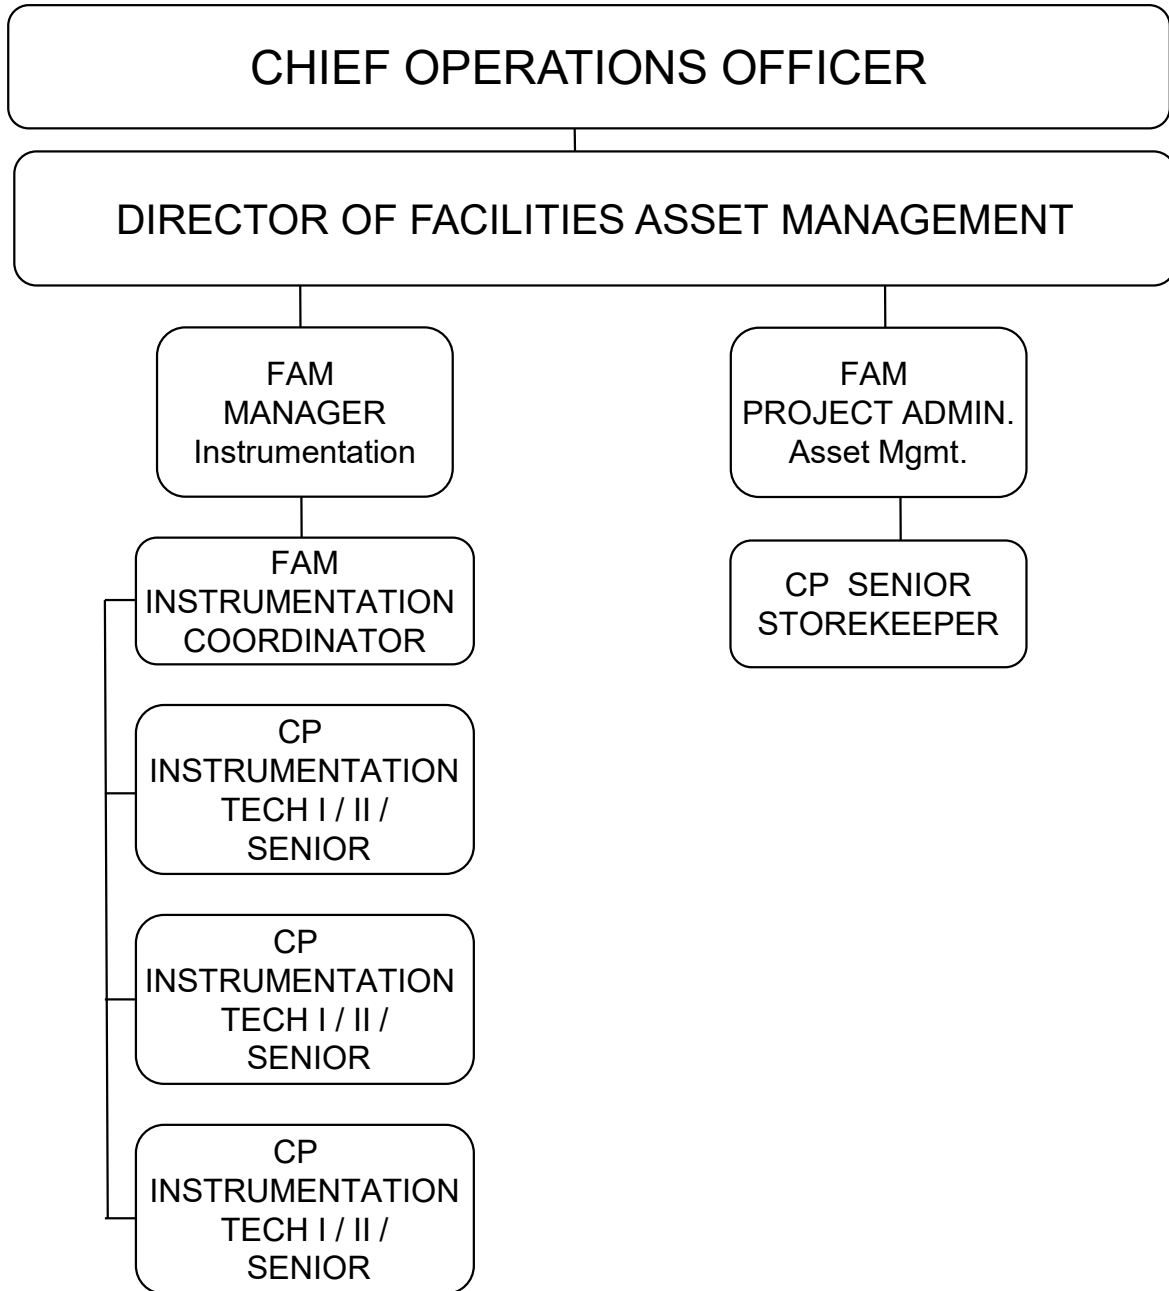 CHIEF OPERATIONS OFFICER
DIRECTOR OF FACILITIES ASSET MANAGEMENT
FAM
MANAGER
Instrumentation
FAM
PROJECT ADMIN.
Asset Mgmt.
FAM
INSTRUMENTATION
COORDINATOR
CP SENIOR
STOREKEEPER
CP
INSTRUMENTATION
TECH I / II /
SENIOR
CP
INSTRUMENTATION
TECH I / II /
SENIOR
CP
INSTRUMENTATION
TECH I / II /
SENIOR